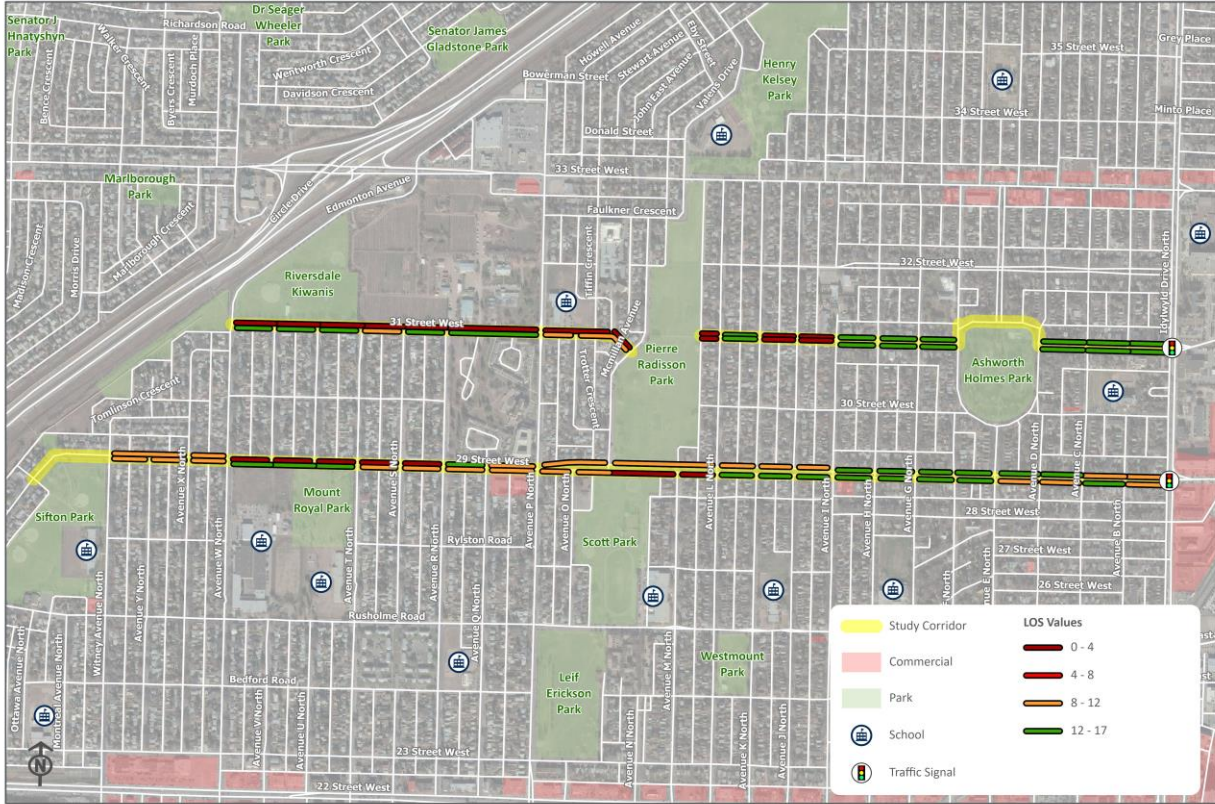 Senator J
Hnatyshyn
Park
Richardson Road
Walker Crescent
Bence Crescent
Byers Crescent
Murdoch Place
Dr Seager
Wheeler
Park
Wentworth Crescent
Davidson Crescent
Senator James
Gladstone Park
Howell Avenue
Eby Street
Stewart Avenue
Bowerman Street
John East Avenue
Valens Drive
Donald Street
Henry
Kelsey
Park
35 Street West
Grey Place
34 Street West
Minto Place
33 Street West
Marlborough
Park
Circle Drive
Edmonton Avenue
Faulkner Crescent
Madison Crescent
Morris Drive
Marlborough Crescent
Riversdale
Kiwanis
Tiffin Crescent
32 Street West
Idylwyld Drive North
31 Street West
Mcmillan Avenue
Pierre
Radisson
Park
Ashworth
Holmes Park
Trotter Crescent
Tomlinson Crescent
30 Street West
29 Street West
Avenue X North
Avenue S North
Avenue P North
Avenue O North
Avenue L North
Avenue I North
Avenue H North
Avenue G North
Avenue D North
Avenue C North
Avenue B North
Sifton Park
Mount
Royal Park
Scott Park
28 Street West
Rylston Road
27 Street West
26 Street West
Witney Avenue North
Avenue Y North
Avenue W North
Avenue T North
Avenue R North
Avenue Q North
Rusholme Road
Ottawa Avenue North
Montreal Avenue North
Bedford Road
Avenue V North
Avenue U North
Leif
Erickson
Park
Avenue M North
Westmount
Park
Avenue N North
Avenue K North
Avenue J North
23 Street West
22 Street West
N
Study Corridor
Commercial
Park
School
Traffic Signal
LOS Values
0 - 4
4 - 8
8 - 12
12 - 17